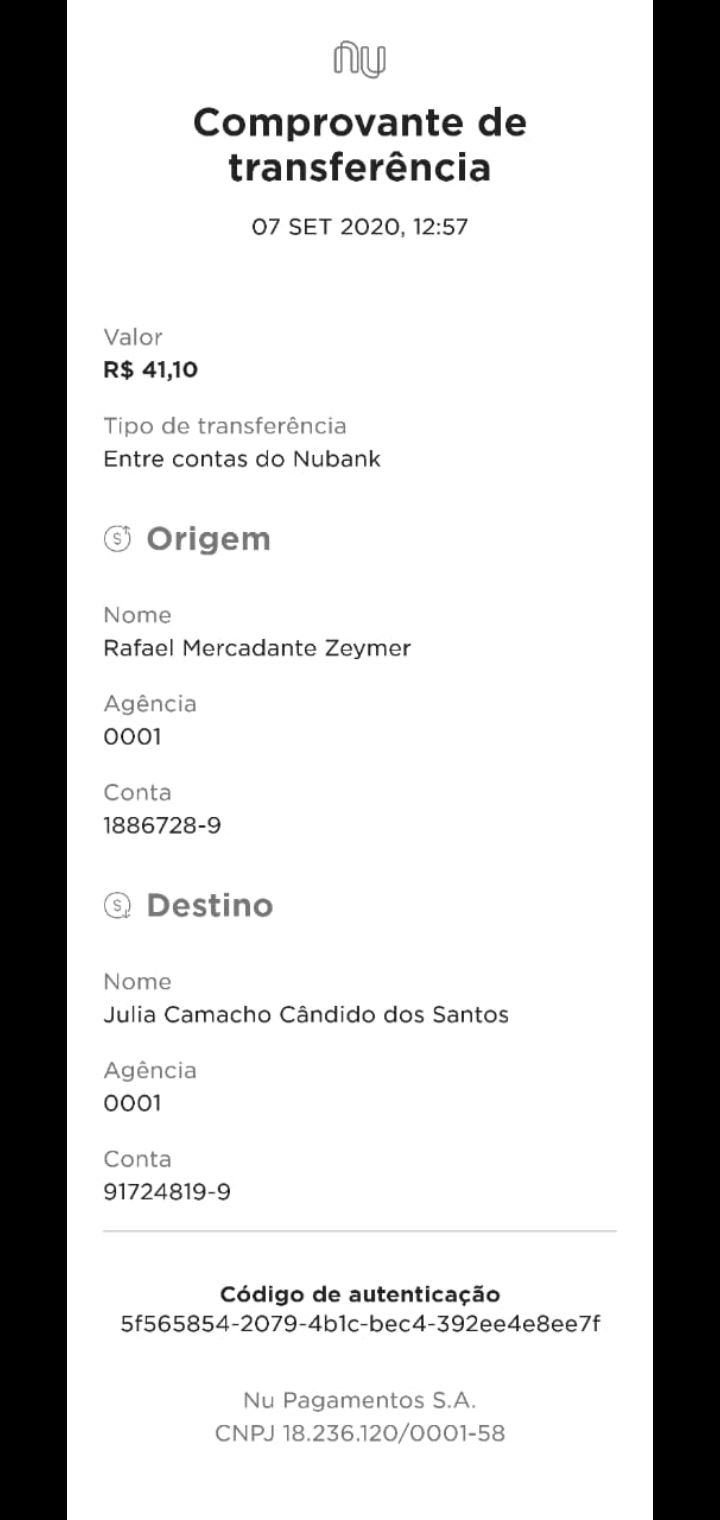 nu
Comprovante de
transferência
07 SET 2020, 12:57
Valor
R$ 41,10
Tipo de transferência
Entre contas do Nubank
Origem
Nome
Rafael Mercadante Zeymer
Agência
0001
Conta
1886728-9
Destino
Nome
Julia Camacho Cândido dos Santos
Agência
0001
Conta
91724819-9
Código de autenticação
5f565854-2079-4b1c-bec4-392ee4e8ee7f
Nu Pagamentos S.A.
CNPJ 18.236.120/0001-58